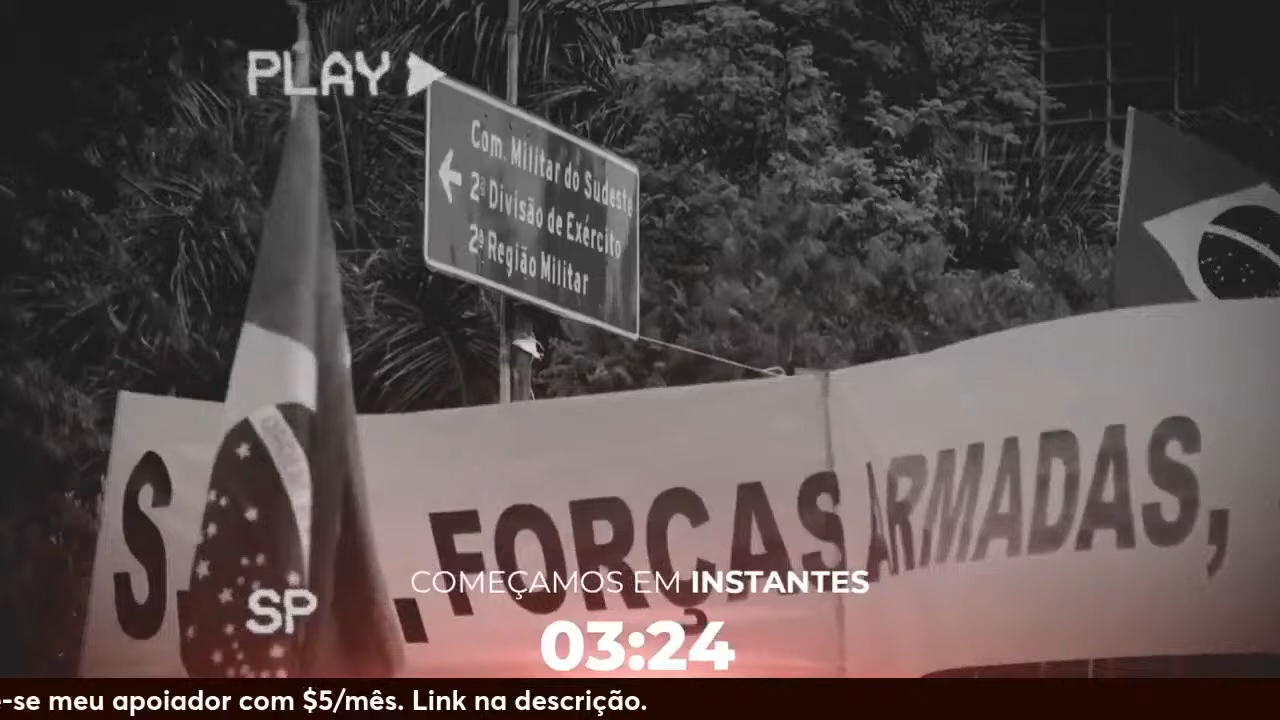 PLAY
Com. Militar do Sudeste
2ª Divisão de Exército
2ª Região Militar
S. , FORÇAS ARMADAS,
COMEÇAMOS EM INSTANTES
SP
03:24
-se meu apoiador com $5/mês. Link na descrição.